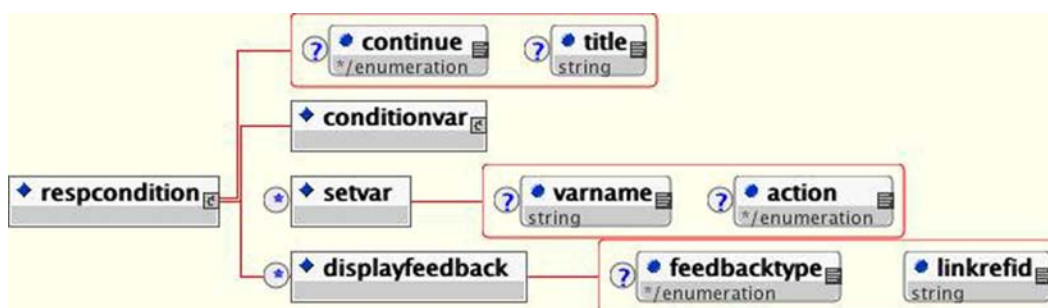 ? continue ? title
*/enumeration string
conditionvar
respcondition * setvar ? varname ? action
string */enumeration
* displayfeedback ? feedbacktype linkrefid
*/enumeration string